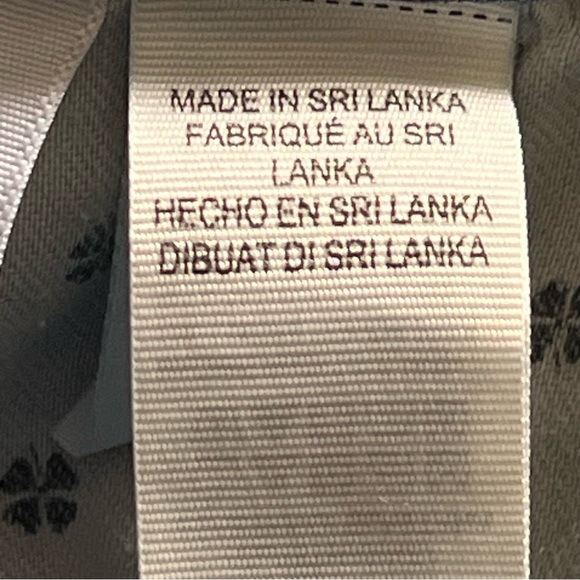 MADE IN SRI LANKA
FABRIQUÉ AU SRI
LANKA
HECHO EN SRI LANKA
DIBUAT DI SRI LANKA